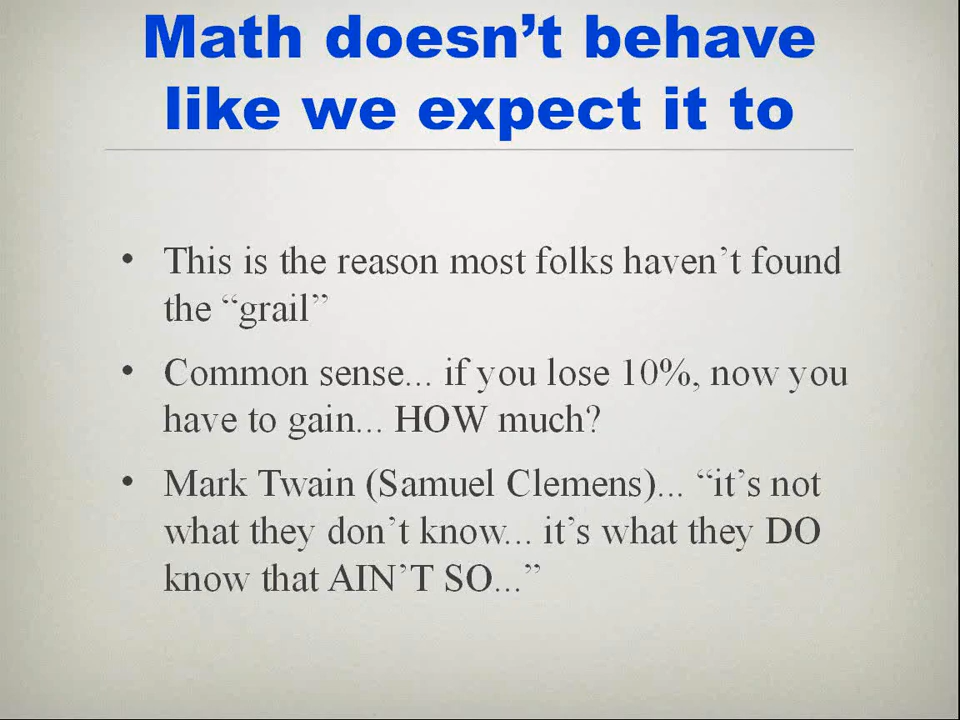 Math doesn’t behave
like we expect it to
• This is the reason most folks haven’t found
the “grail”
• Common sense... if you lose 10%, now you
have to gain... HOW much?
• Mark Twain (Samuel Clemens)... “it’s not
what they don’t know... it’s what they DO
know that AIN’T SO...”